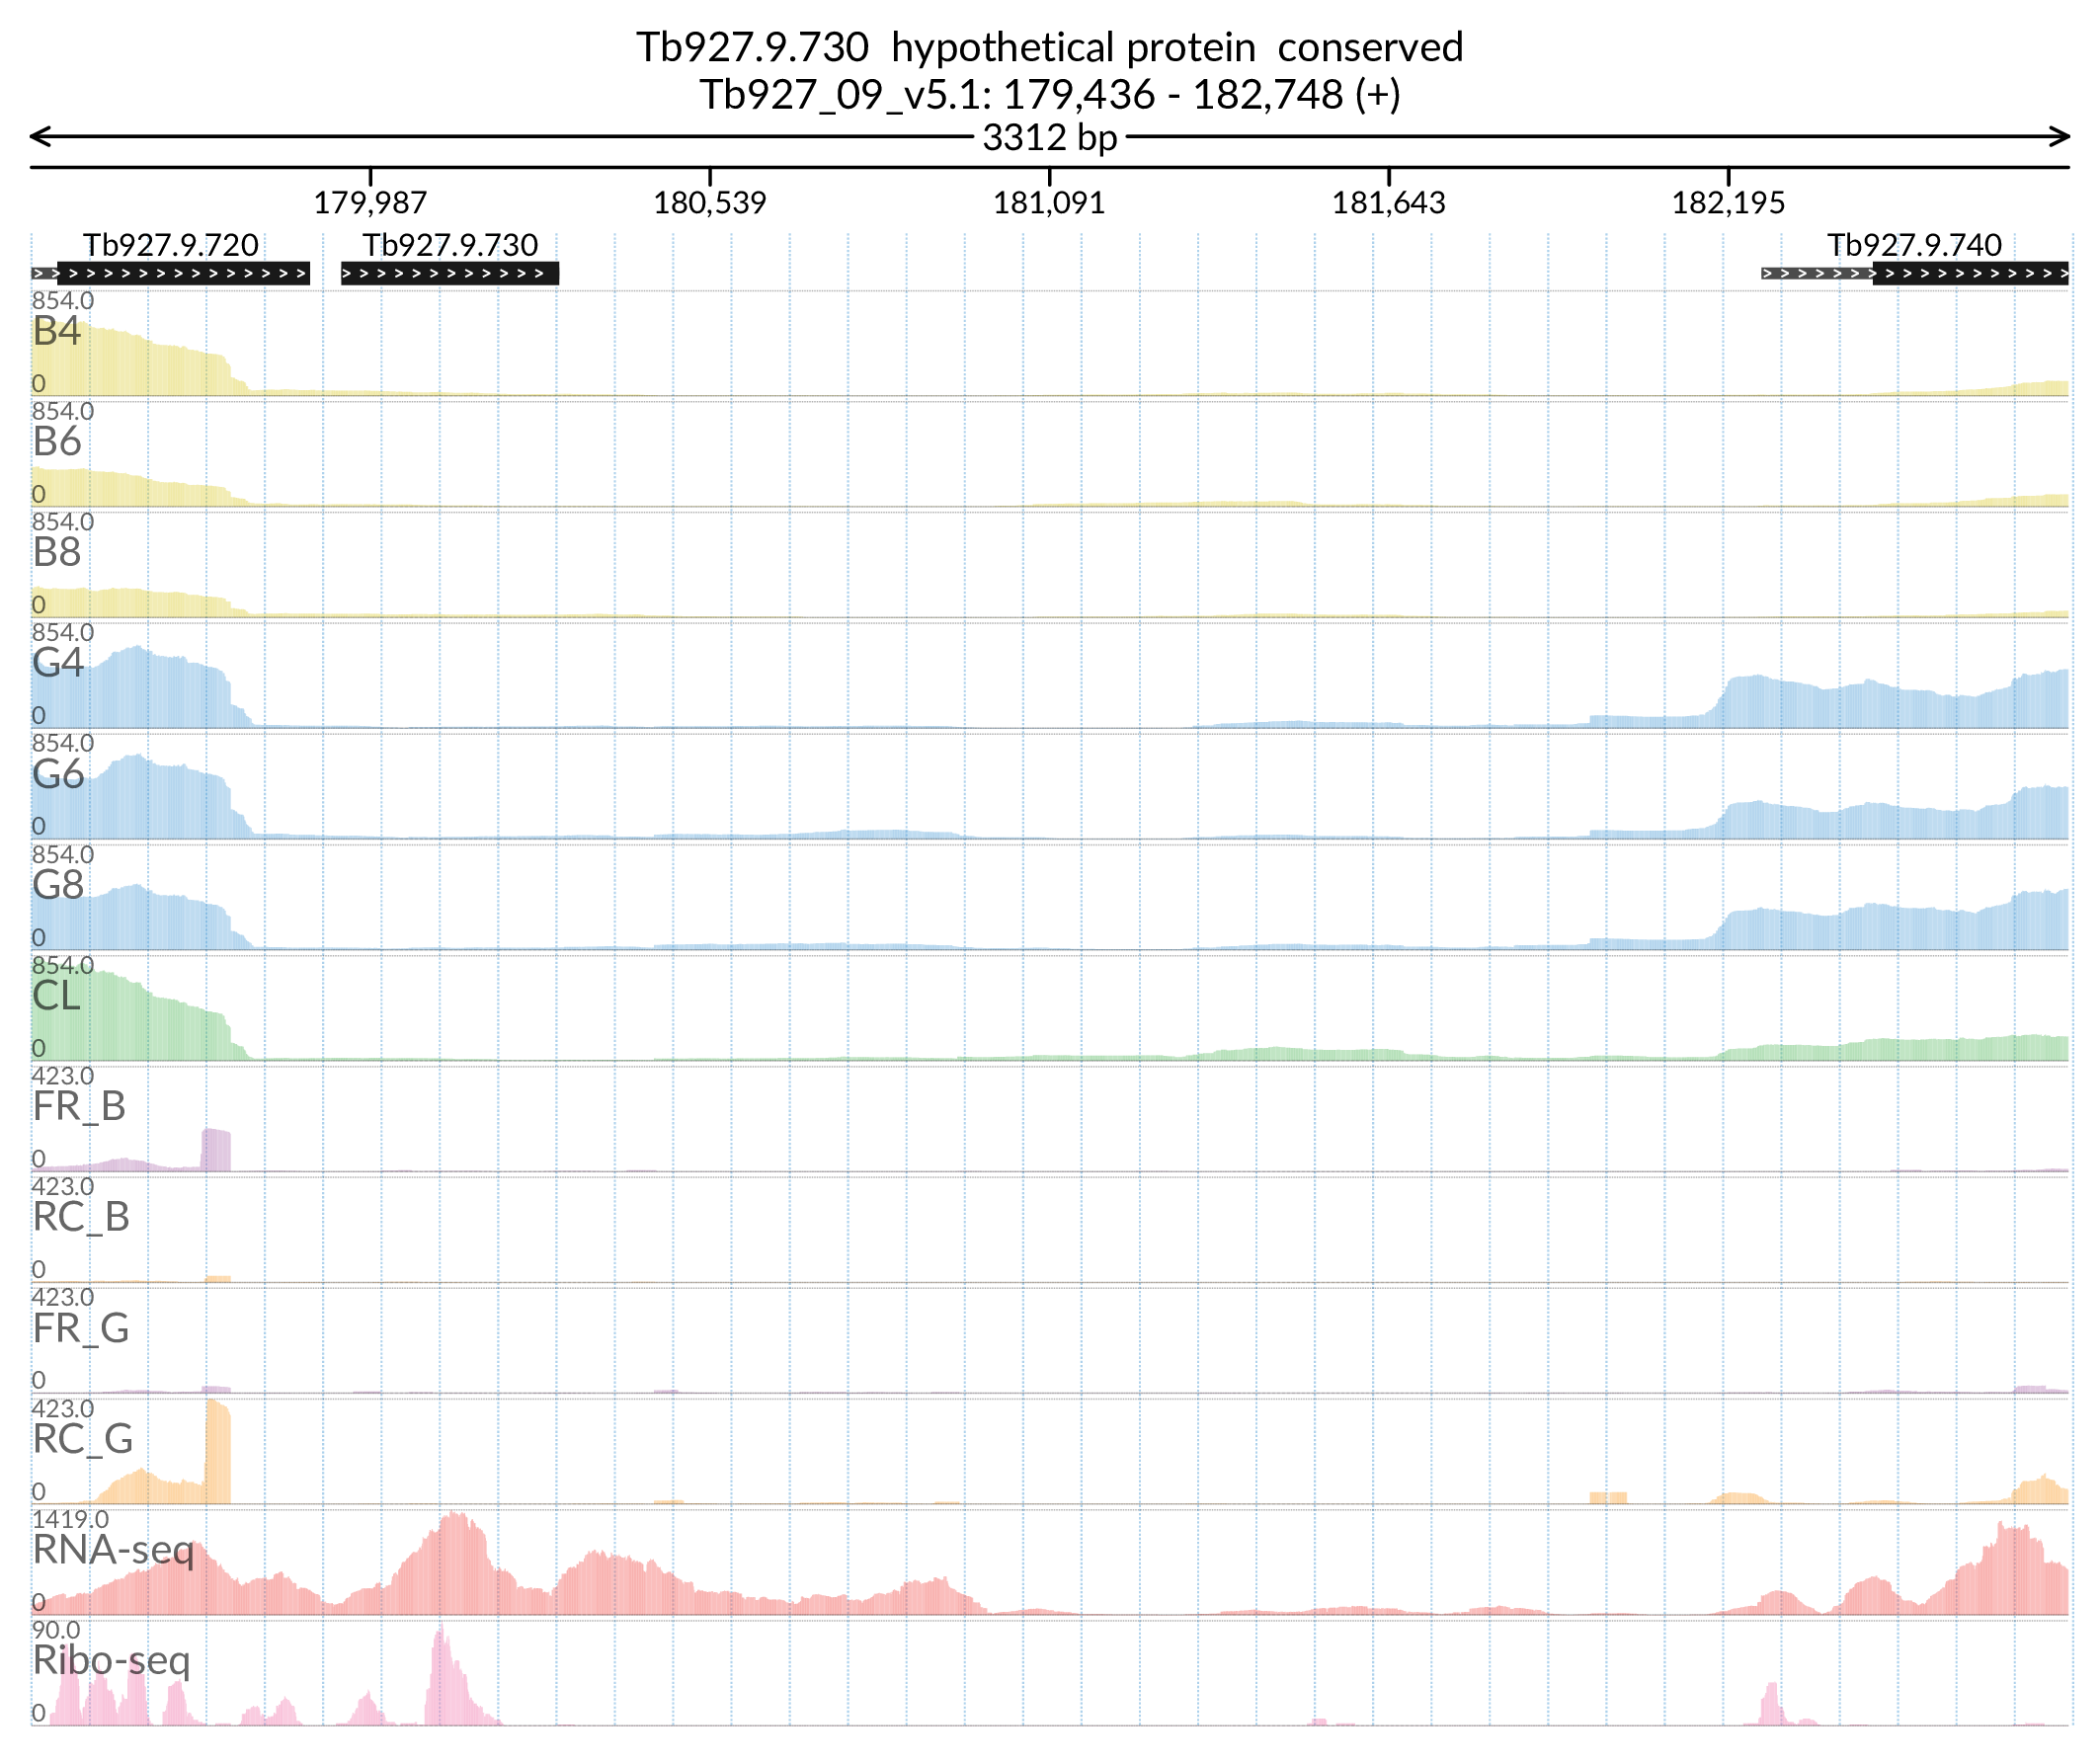 Tb927.9.730 hypothetical protein conserved
Tb927_09_v5.1: 179,436 - 182,748 (+)
3312 bp
179,987 180,539 181,091 181,643 182,195
Tb927.9.720 Tb927.9.730 Tb927.9.740
854.0
B4
0
854.0
B6
0
854.0
B8
0
854.0
G4
0
854.0
G6
0
854.0
G8
0
854.0
CL
0
423.0
FR_B
0
423.0
RC_B
0
423.0
FR_G
0
423.0
RC_G
0
1419.0
RNA-seq
0
90.0
Ribo-seq
0